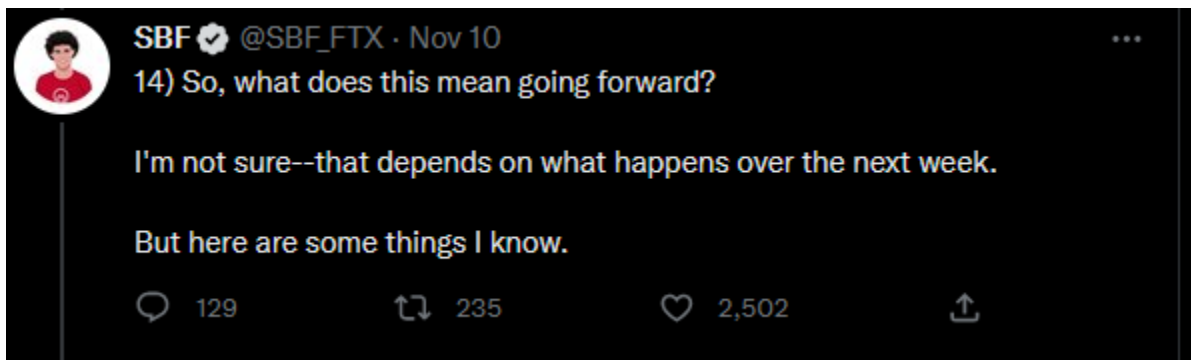 SBF @SBF_FTX · Nov 10
14) So, what does this mean going forward?
I'm not sure--that depends on what happens over the next week.
But here are some things I know.
129 235 2,502